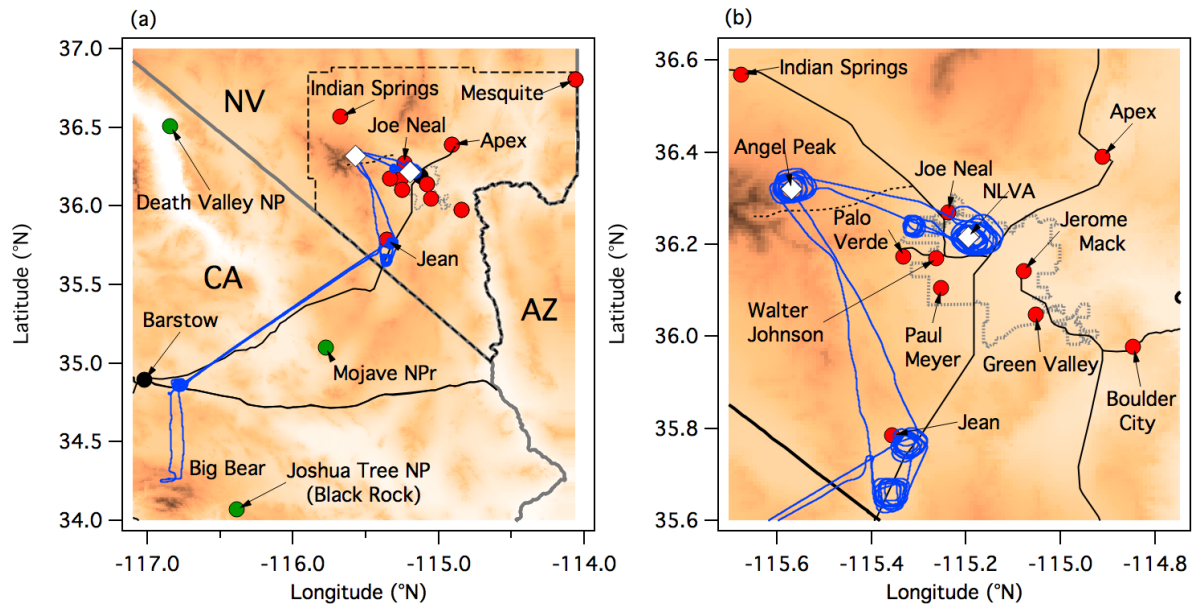 (a)
37.0
36.5
36.0
35.5
35.0
34.5
34.0
Latitude (°N)
-117.0
-116.0
-115.0
-114.0
Longitude (°N)
NV
CA
AZ
Indian Springs
Mesquite
Joe Neal
Apex
Death Valley NP
Jean
Barstow
Mojave NPr
Big Bear
Joshua Tree NP
(Black Rock)
(b)
36.6
36.4
36.2
36.0
35.8
35.6
Latitude (°N)
-115.6
-115.4
-115.2
-115.0
-114.8
Longitude (°N)
Indian Springs
Apex
Angel Peak
Joe Neal
NLVA
Palo
Verde
Jerome
Mack
Walter
Johnson
Paul
Meyer
Green Valley
Boulder
City
Jean